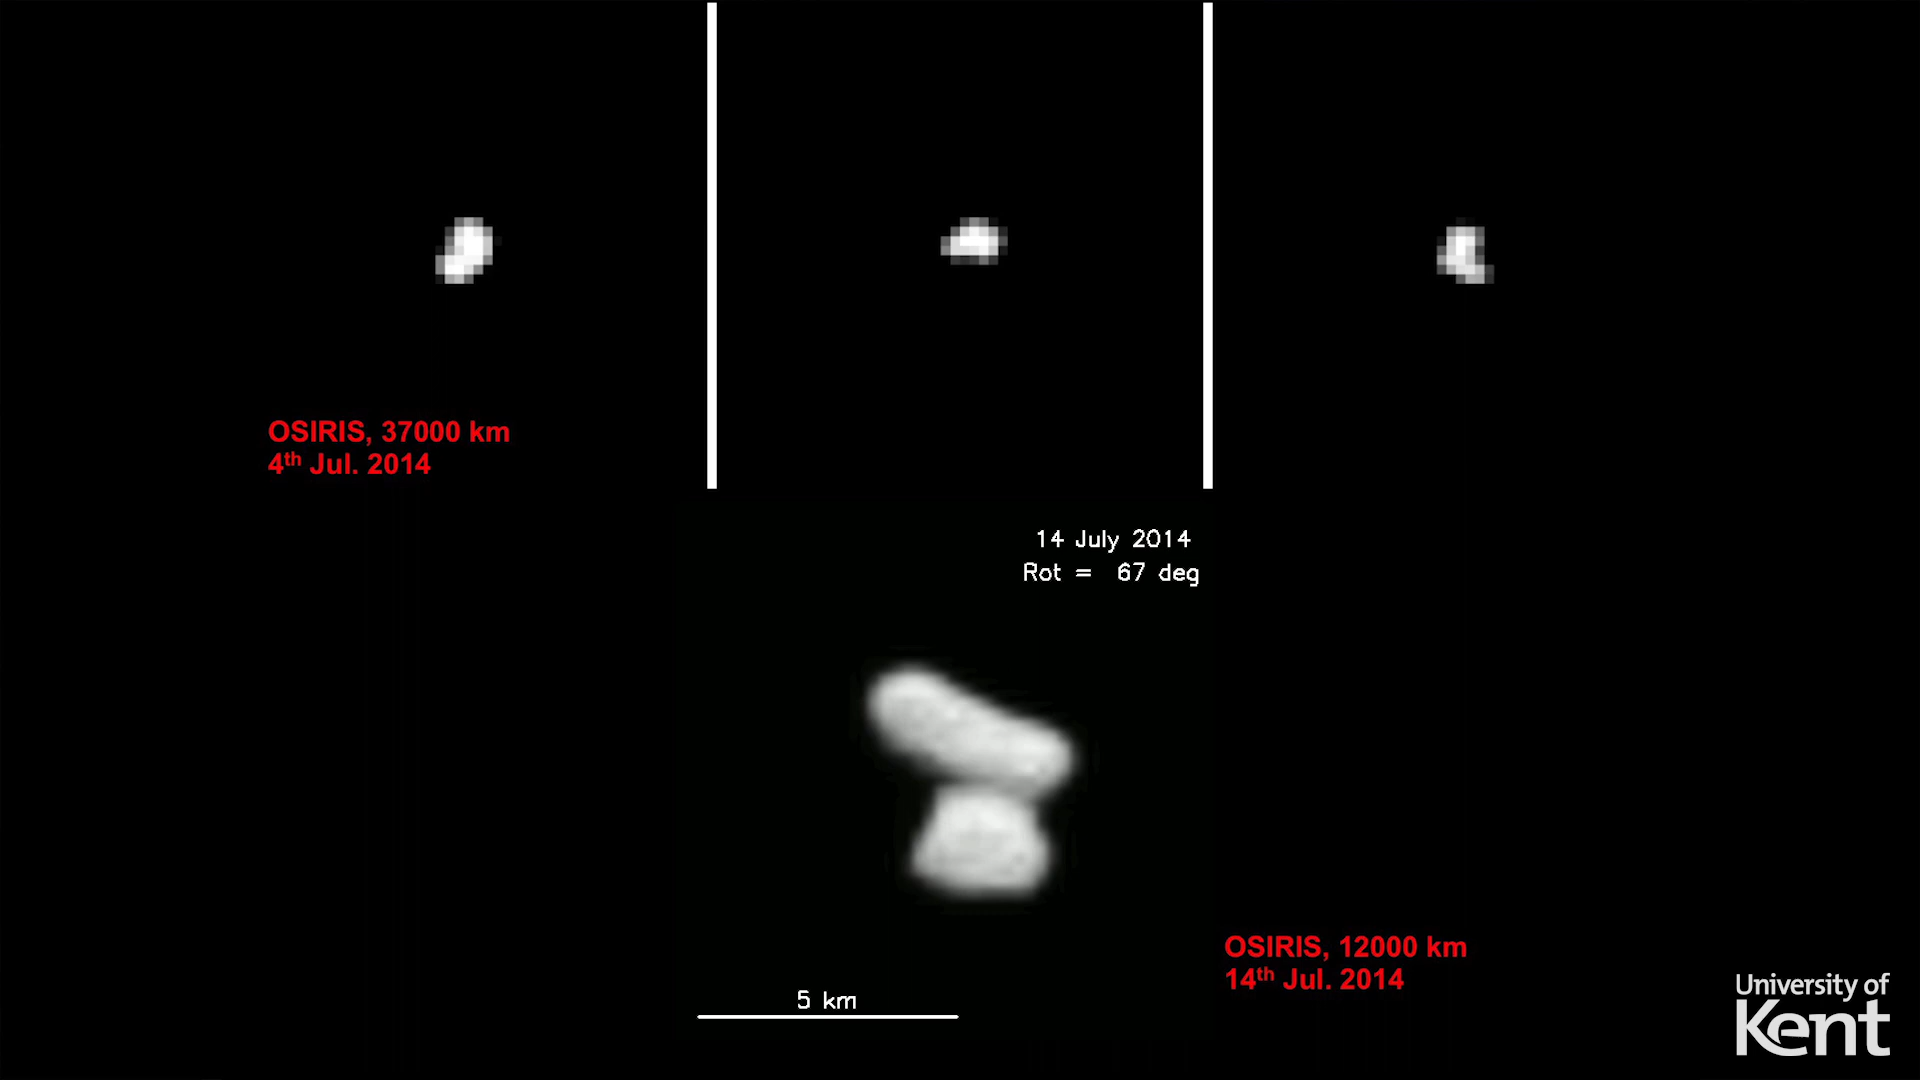 OSIRIS, 37000 km
4th Jul. 2014
14 July 2014
Rot = 67 deg
OSIRIS, 12000 km
14th Jul. 2014
5 km
University of
Kent